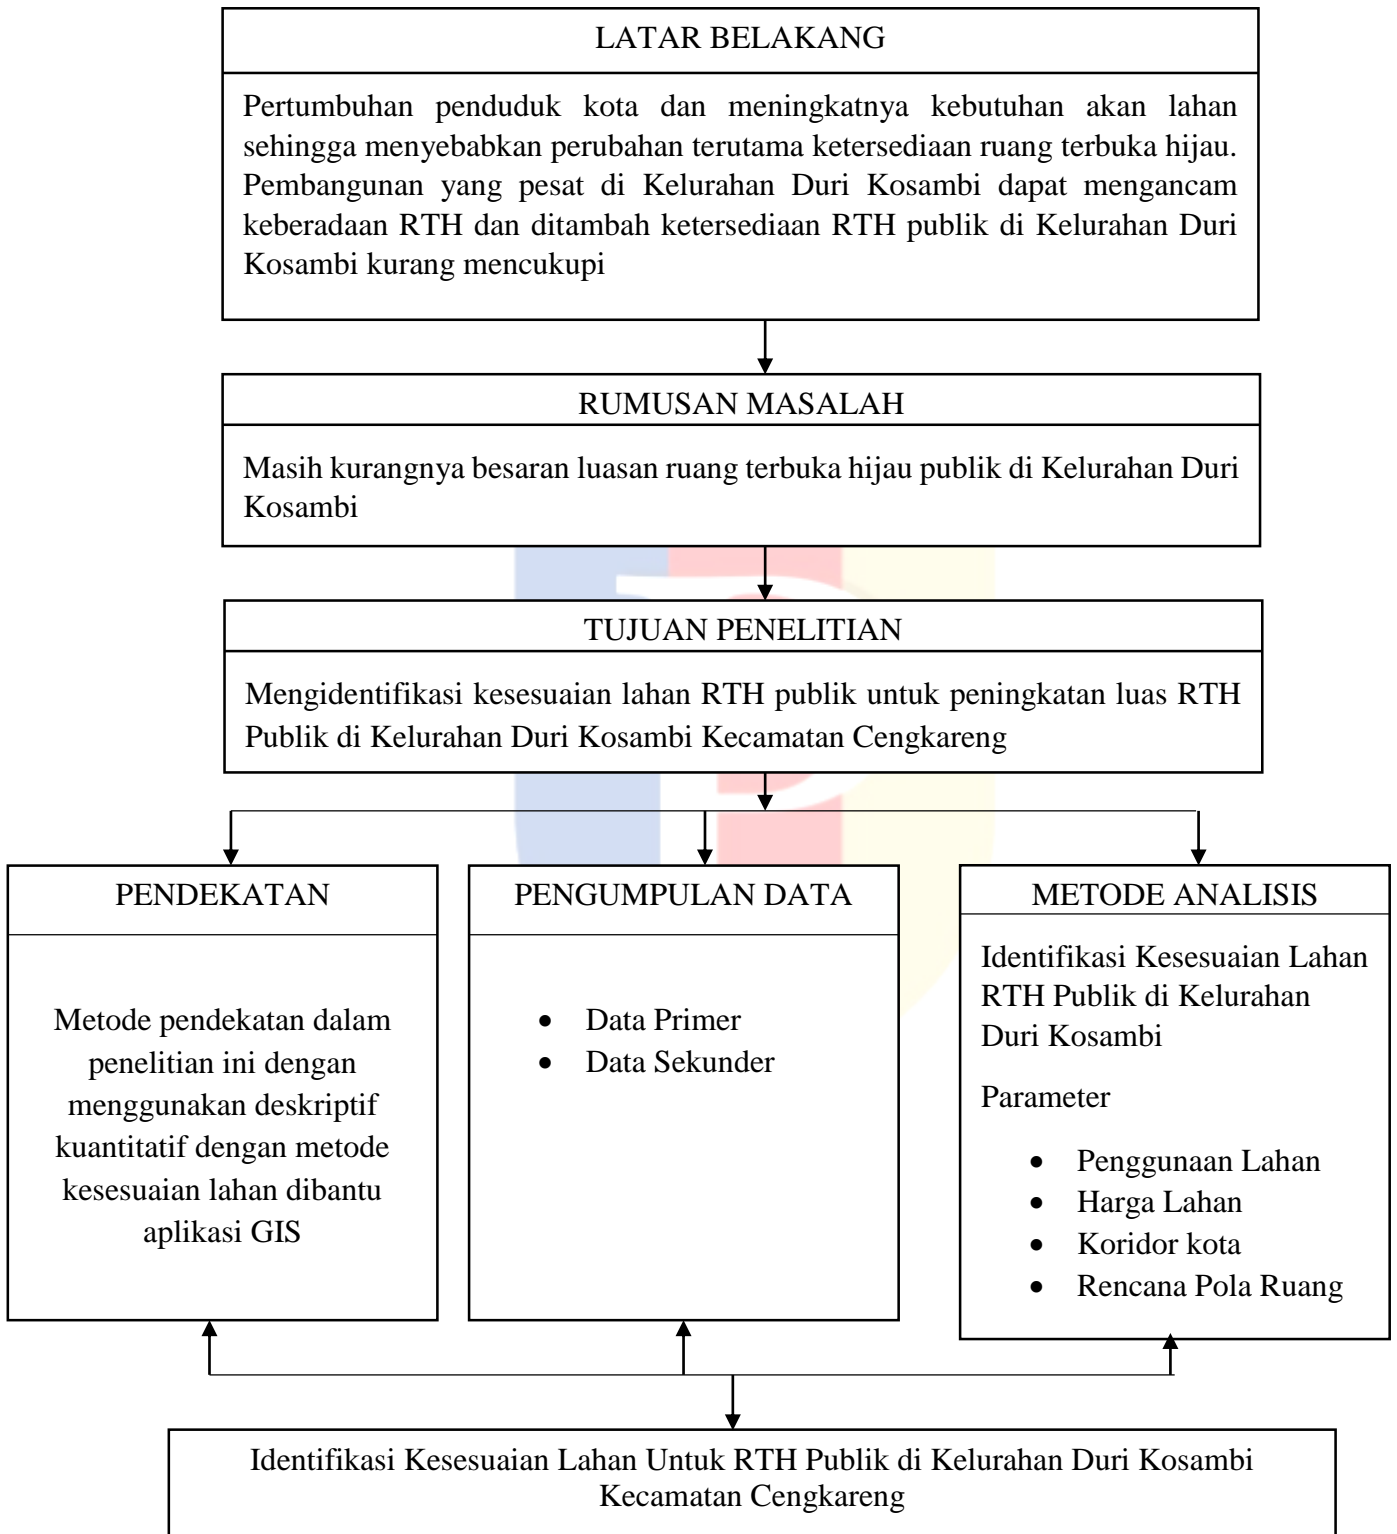 LATAR BELAKANG
Pertumbuhan penduduk kota dan meningkatnya kebutuhan akan lahan
sehingga menyebabkan perubahan terutama ketersediaan ruang terbuka hijau.
Pembangunan yang pesat di Kelurahan Duri Kosambi dapat mengancam
keberadaan RTH dan ditambah ketersediaan RTH publik di Kelurahan Duri
Kosambi kurang mencukupi
RUMUSAN MASALAH
Masih kurangnya besaran luasan ruang terbuka hijau publik di Kelurahan Duri
Kosambi
TUJUAN PENELITIAN
Mengidentifikasi kesesuaian lahan RTH publik untuk peningkatan luas RTH
Publik di Kelurahan Duri Kosambi Kecamatan Cengkareng
PENDEKATAN
Metode pendekatan dalam
penelitian ini dengan
menggunakan deskriptif
kuantitatif dengan metode
kesesuaian lahan dibantu
aplikasi GIS
PENGUMPULAN DATA
• Data Primer
• Data Sekunder
METODE ANALISIS
Identifikasi Kesesuaian Lahan
RTH Publik di Kelurahan
Duri Kosambi
Parameter
• Penggunaan Lahan
• Harga Lahan
• Koridor kota
• Rencana Pola Ruang
Identifikasi Kesesuaian Lahan Untuk RTH Publik di Kelurahan Duri Kosambi
Kecamatan Cengkareng